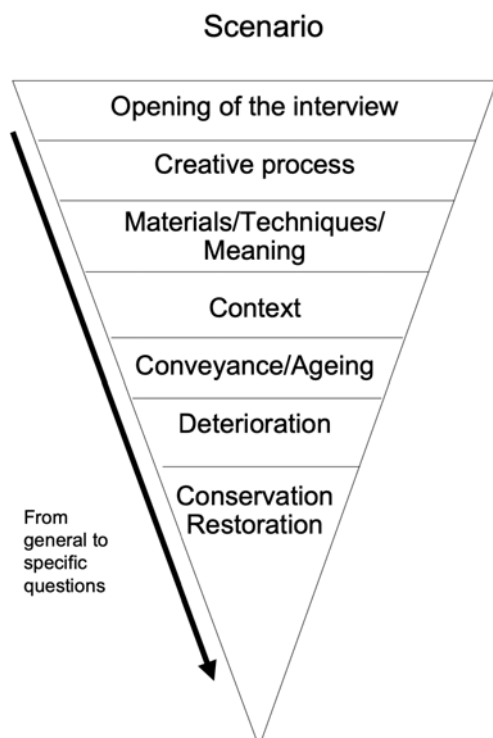 Scenario
Opening of the interview
Creative process
Materials/Techniques/
Meaning
Context
Conveyance/Ageing
Deterioration
Conservation
Restoration
From
general to
specific
questions